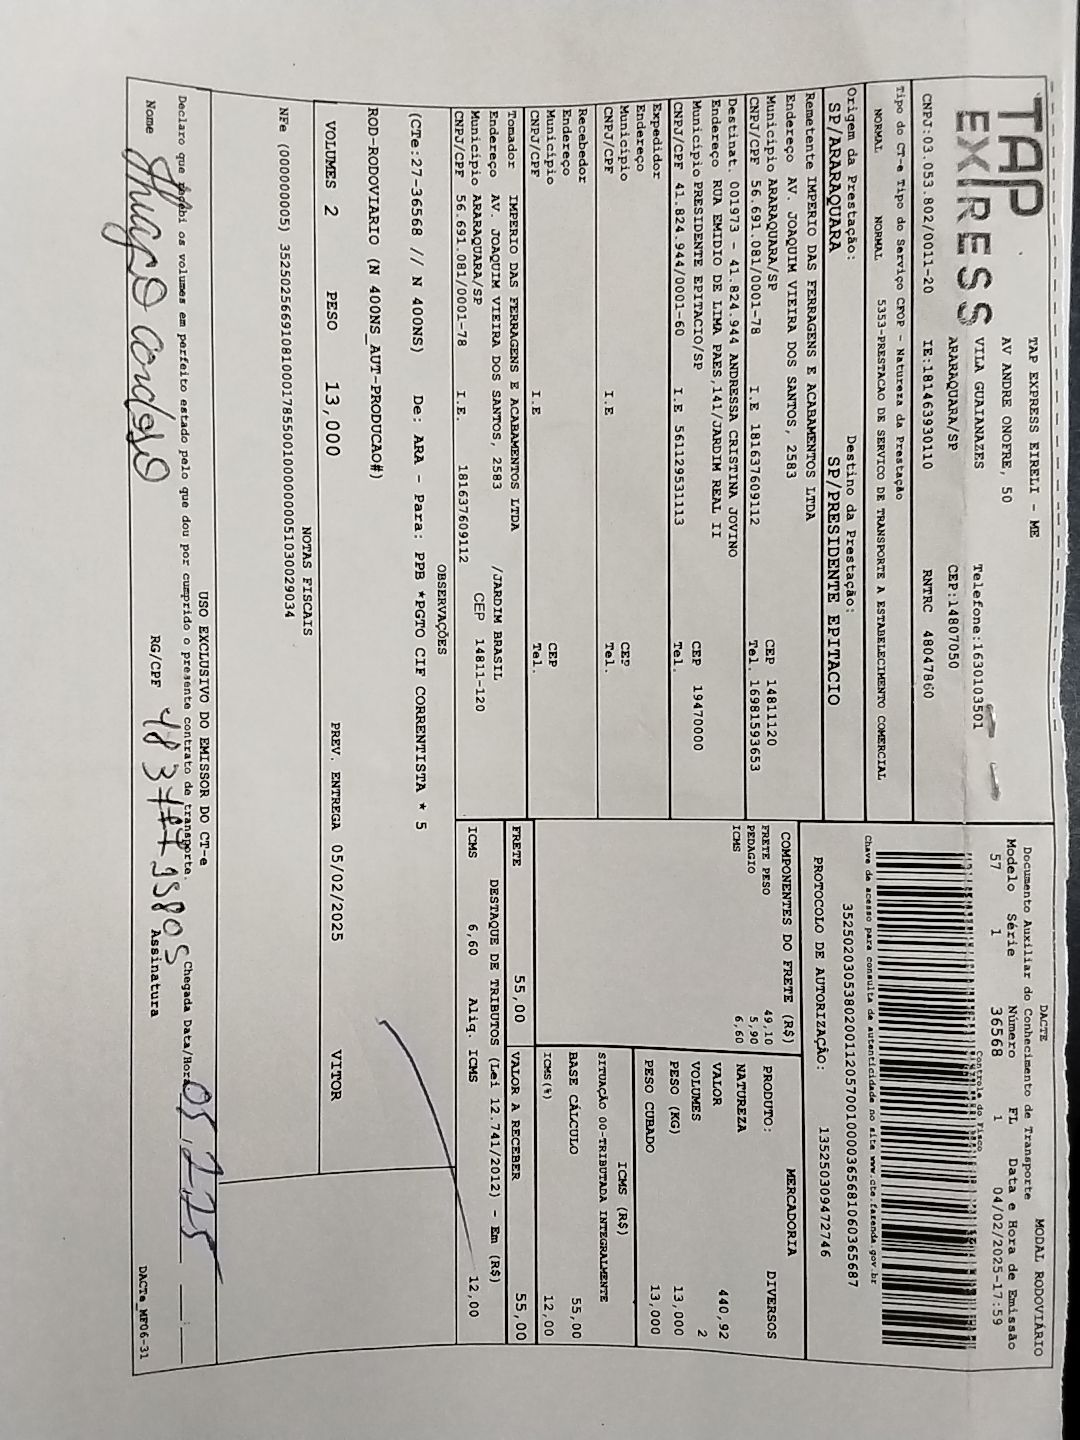 TAP EXPRESS
TAP EXPRESS EIRELI - ME
AV ANDRE ONOFRE, 50
VILA GUAIANAZES Telefone:1630103501
ARARAQUARA/SP CEP:14807050
CNPJ:03.053.802/0011-20 IE:181463930110 RNTRC 48047860
Tipo do CT-e Tipo do Serviço CFOP - Natureza da Prestação
NORMAL NORMAL 5353-PRESTACAO DE SERVICO DE TRANSPORTE A ESTABELECIMENTO COMERCIAL
Origem da Prestação: Destino da Prestação:
SP/ARARAQUARA SP/PRESIDENTE EPITACIO
DACTE MODAL RODOVIÁRIO
Documento Auxiliar do Conhecimento de Transporte
Modelo Série Número FL Data e Hora de Emissão
57 1 36568 1 04/02/2025-17:59
Controle do Fisco
Chave de acesso para consulta de autenticidade no site www.cte.fazenda.gov.br
PROTOCOLO DE AUTORIZAÇÃO: 135250309472746
Remetente IMPERIO DAS FERRAGENS E ACABAMENTOS LTDA
Endereço AV. JOAQUIM VIEIRA DOS SANTOS, 2583
Município ARARAQUARA/SP CEP 14811120
CNPJ/CPF 56.691.081/0001-78 I.E 181637609112 Tel. 16981593653
Destinat. 001973 - 41.824.944 ANDRESSA CRISTINA JOVINO
Endereço RUA EMIDIO DE LIMA PAES,141/JARDIM REAL II
Município PRESIDENTE EPITACIO/SP CEP 19470000
CNPJ/CPF 41.824.944/0001-60 I.E 561129531113 Tel.
Expedidor
Endereço
Município CEP
CNPJ/CPF I.E Tel.
Recebedor
Endereço
Município CEP
CNPJ/CPF I.E Tel.
Tomador IMPERIO DAS FERRAGENS E ACABAMENTOS LTDA
Endereço AV. JOAQUIM VIEIRA DOS SANTOS, 2583 /JARDIM BRASIL
Município ARARAQUARA/SP CEP 14811-120
CNPJ/CPF 56.691.081/0001-78 I.E. 181637609112
COMPONENTES DO FRETE (R$)
FRETE PESO 49,10
PEDAGIO 5,90
ICMS 6,60
MERCADORIA
PRODUTO: DIVERSOS
NATUREZA
VALOR 440,92
VOLUMES 2
PESO (KG) 13,000
PESO CUBADO 13,000
ICMS (R$)
SITUAÇÃO 00-TRIBUTADA INTEGRALMENTE
BASE CÁLCULO 55,00
ICMS(%) 12,00
FRETE 55,00 VALOR A RECEBER 55,00
DESTAQUE DE TRIBUTOS (Lei 12.741/2012) - Em (R$)
ICMS 6,60 Aliq. ICMS 12,00
OBSERVAÇÕES
(CTe:27-36568 // N 400NS) De: ARA - Para: PPB *PGTO CIF CORRENTISTA * 5
ROD-RODOVIARIO (N 400NS_AUT-PRODUCAO#)
VOLUMES 2 PESO 13,000 PREV. ENTREGA 05/02/2025 VITOR
NOTAS FISCAIS
USO EXCLUSIVO DO EMISSOR DO CT-e
Declaro que recebi os volumes em perfeito estado pelo que dou por cumprido o presente contrato de transporte. Chegada Data/Hora 05 2 25
Nome RG/CPF Assinatura
DACTe_MF06-31